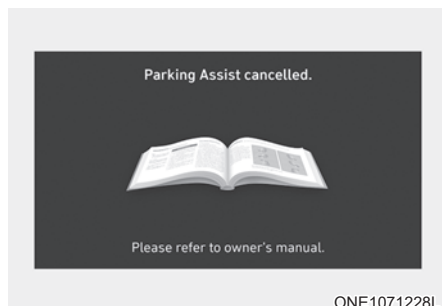 Parking Assist cancelled.
Please refer to owner's manual.
ONE1071228L